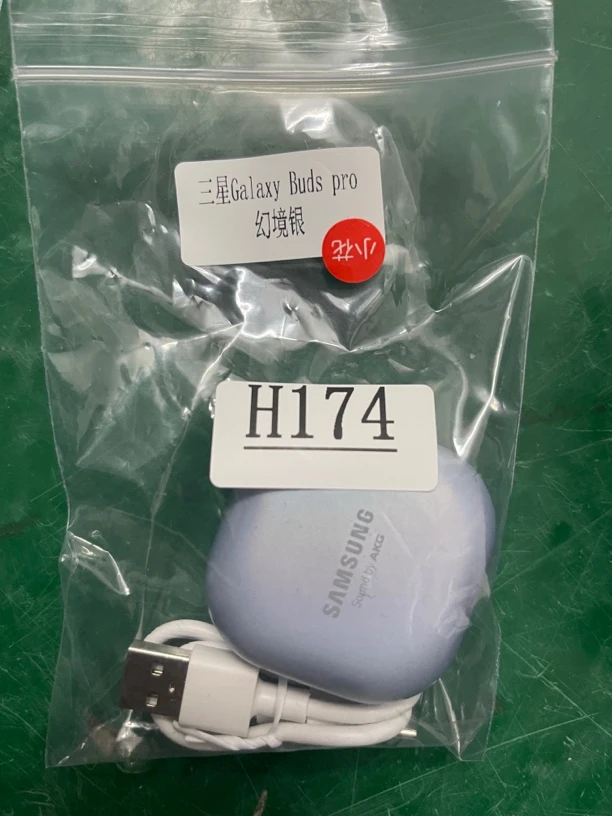 三星Galaxy Buds pro
幻境银
小花
H174
SAMSUNG
Sound by AKG